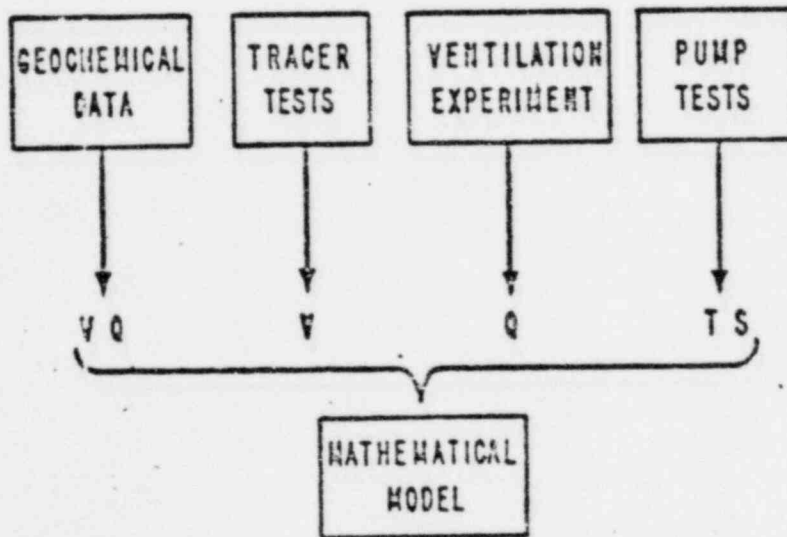 GEOCHEMICAL
DATA
TRACER
TESTS
VENTILATION
EXPERIMENT
PUMP
TESTS
V Q
V
Q
T S
MATHEMATICAL
MODEL